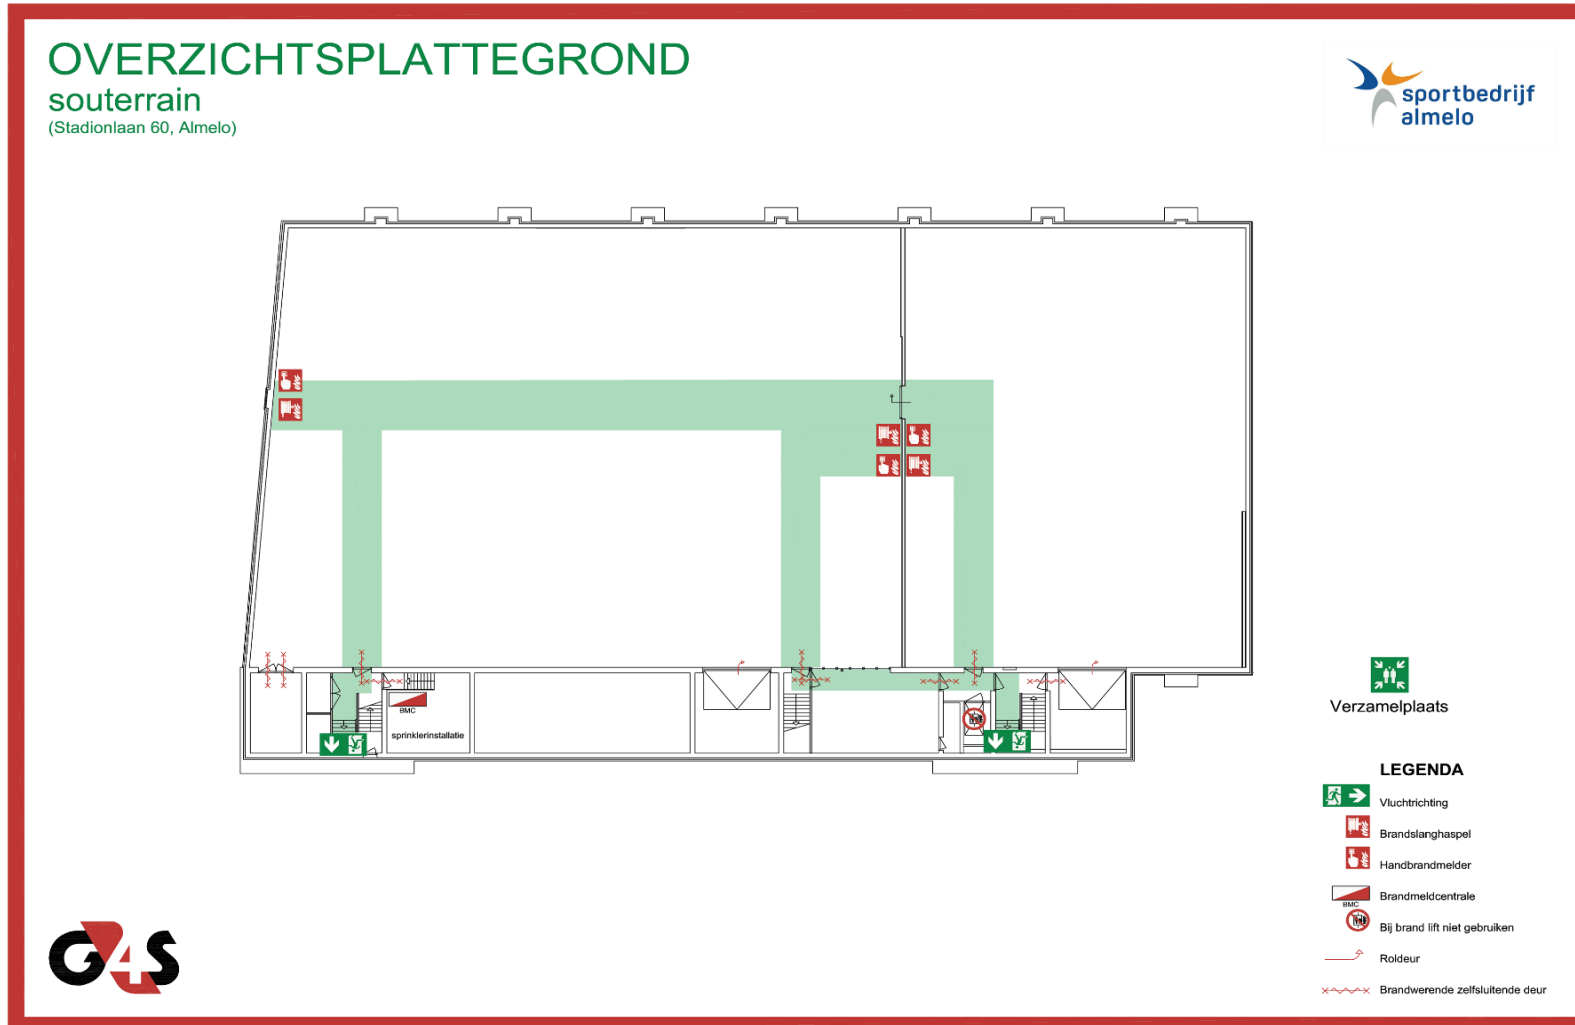 OVERZICHTSPLATTEGROND
souterrain
(Stadionlaan 60, Almelo)
sportbedrijf
almelo
BMC
sprinklerinstallatie
Verzamelplaats
LEGENDA
Vluchtrichting
Brandslanghaspel
Handbrandmelder
Brandmeldcentrale
BMC
Bij brand lift niet gebruiken
Roldeur
Brandwerende zelfsluitende deur
G4S